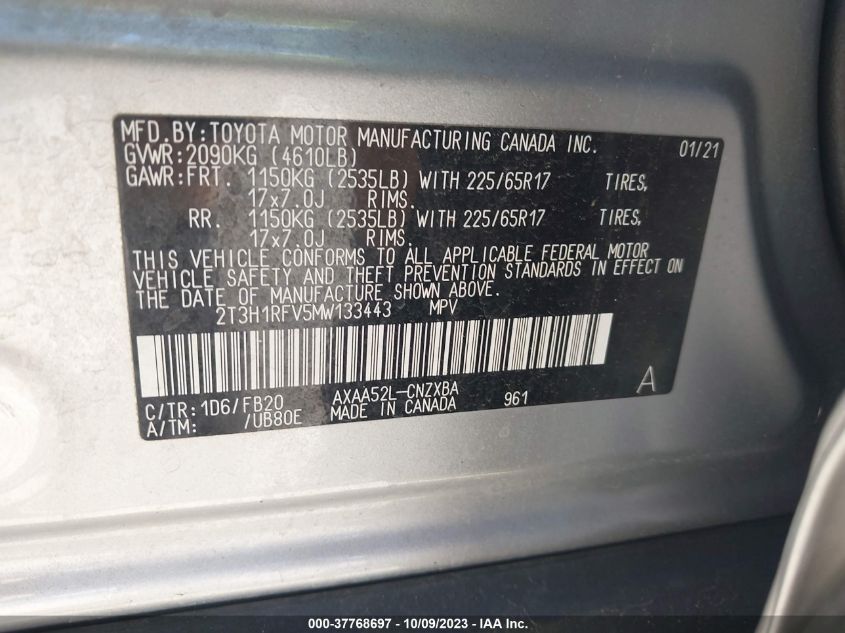 MFD.BY:TOYOTA MOTOR MANUFACTURING CANADA INC. 01/21
GVWR:2090KG (4610LB)
GAWR:FRT. 1150KG (2535LB) WITH 225/65R17 TIRES,
17x7.0J RIMS.
RR. 1150KG (2535LB) WITH 225/65R17 TIRES,
17x7.0J RIMS.
THIS VEHICLE CONFORMS TO ALL APPLICABLE FEDERAL MOTOR
VEHICLE SAFETY AND THEFT PREVENTION STANDARDS IN EFFECT ON
THE DATE OF MANUFACTURE SHOWN ABOVE.
2T3H1RFV5MW133443 MPV
A
C/TR:1D6/FB20 AXAA52L-CNZXBA 961
A/TM: /UB80E MADE IN CANADA
000-37768697 - 10/09/2023 - IAA Inc.